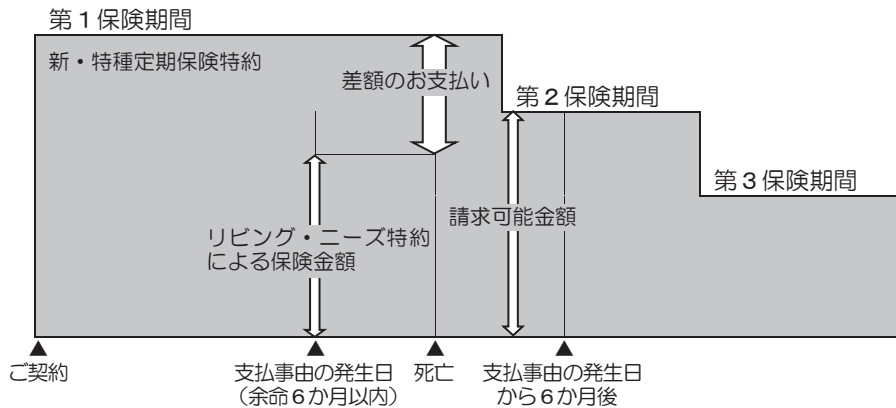 第1保険期間
新・特種定期保険特約
差額のお支払い
第2保険期間
第3保険期間
請求可能金額
リビング・ニーズ特約
による保険金額
ご契約
支払事由の発生日
（余命6か月以内）
死亡
支払事由の発生日
から6か月後